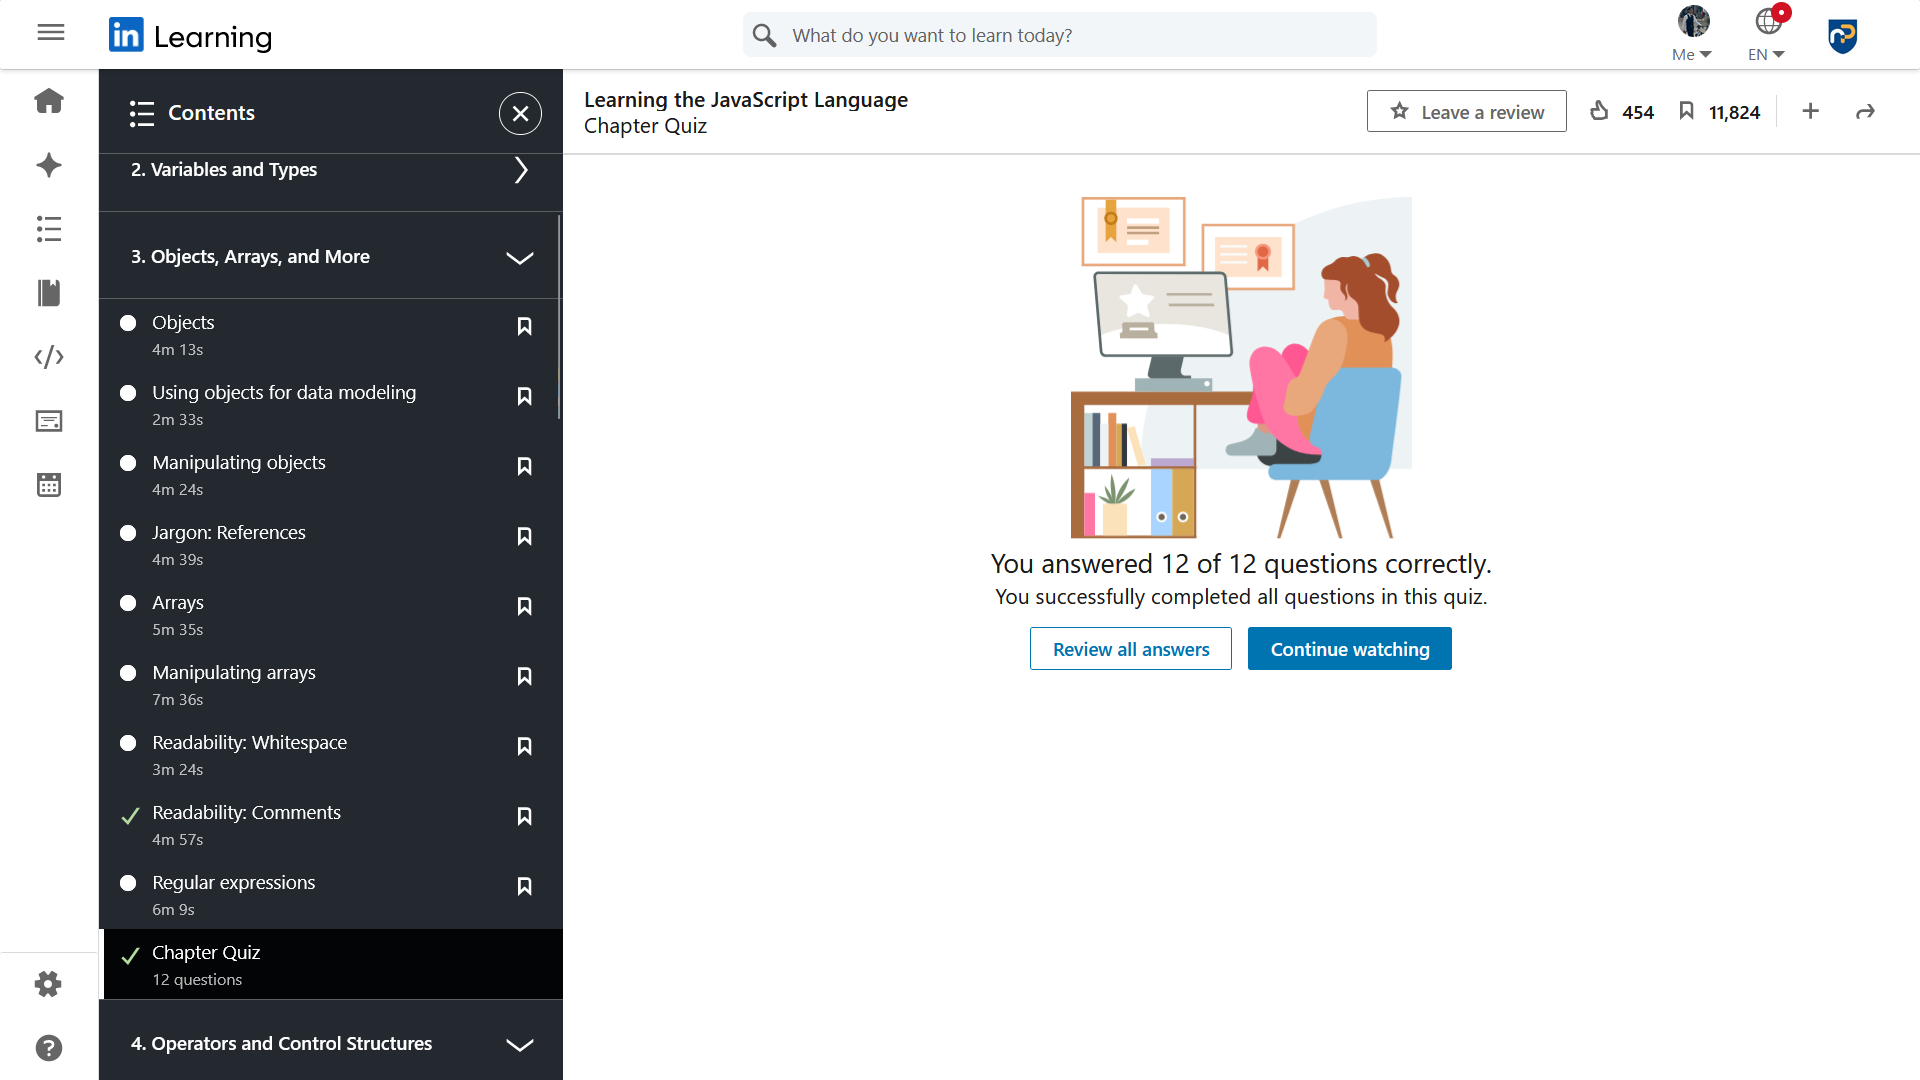 in Learning
What do you want to learn today?
Me
EN
Contents
2. Variables and Types
3. Objects, Arrays, and More
Objects
4m 13s
Using objects for data modeling
2m 33s
Manipulating objects
4m 24s
Jargon: References
4m 39s
Arrays
5m 35s
Manipulating arrays
7m 36s
Readability: Whitespace
3m 24s
Readability: Comments
4m 57s
Regular expressions
6m 9s
Chapter Quiz
12 questions
4. Operators and Control Structures
Learning the JavaScript Language
Chapter Quiz
Leave a review
454
11,824
You answered 12 of 12 questions correctly.
You successfully completed all questions in this quiz.
Review all answers
Continue watching